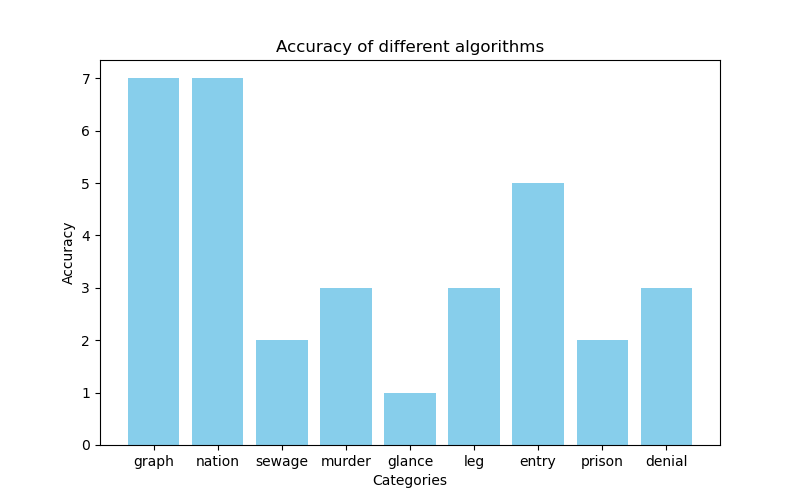 Accuracy of different algorithms
Accuracy
7
6
5
4
3
2
1
0
graph nation sewage murder glance leg entry prison denial
Categories